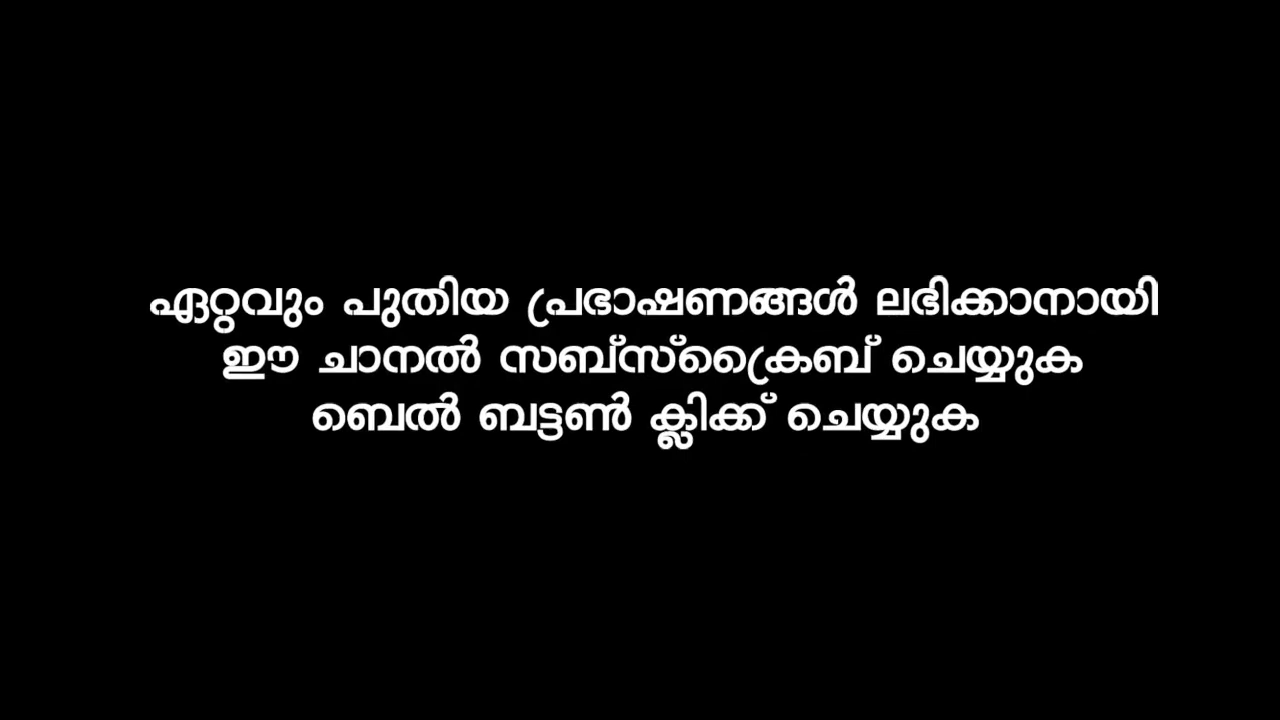 ഏറ്റവും പുതിയ പ്രഭാഷണങ്ങൾ ലഭിക്കാനായി
ഈ ചാനൽ സബ്സ്ക്രൈബ് ചെയ്യുക
ബെൽ ബട്ടൺ ക്ലിക്ക് ചെയ്യുക